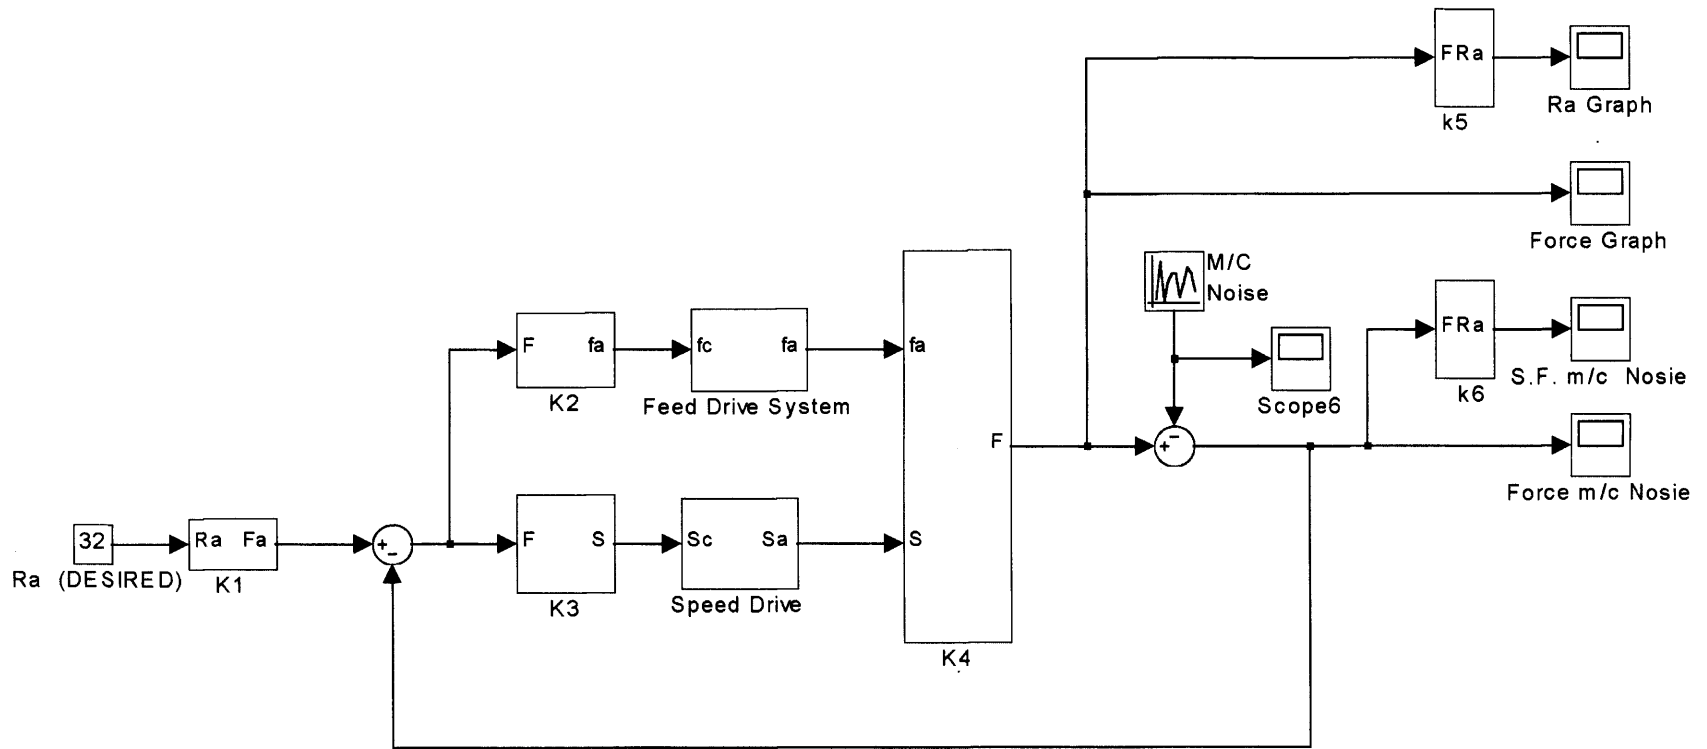 FRa
k5
Ra Graph
Force Graph
M/C
Noise
Scope6
FRa
k6
S.F. m/c Nosie
Force m/c Nosie
F fa
K2
fc fa
Feed Drive System
fa
S
F
K4
32
Ra (DESIRED)
Ra Fa
K1
+
-
F S
K3
Sc Sa
Speed Drive
+
-